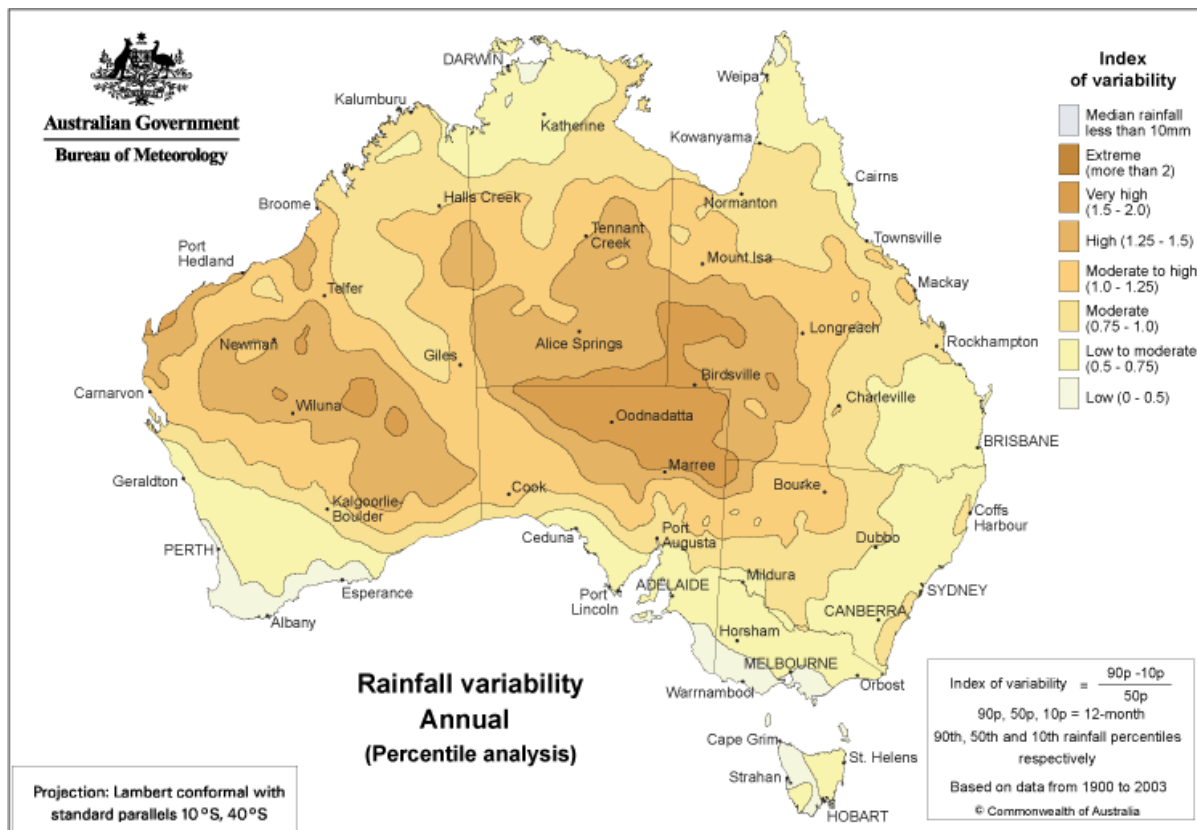 Australian Government
Bureau of Meteorology
DARWIN
Weipa
Kalumburu
Katherine
Kowanyama
Cairns
Halls Creek
Normanton
Broome
Tennant
Creek
Townsville
Port
Hedland
Mount Isa
Mackay
Telfer
Longreach
Newman
Alice Springs
Rockhampton
Giles
Birdsville
Carnarvon
Charleville
Wiluna
Oodnadatta
BRISBANE
Marree
Geraldton
Cook
Bourke
Kalgoorlie-
Boulder
Coffs
Harbour
Ceduna
Port
Augusta
Dubbo
PERTH
Mildura
Esperance
Port
Lincoln
ADELAIDE
SYDNEY
Albany
CANBERRA
Horsham
MELBOURNE
Warrnambool
Orbost
Cape Grim
St. Helens
Strahan
HOBART
Index
of variability
Median rainfall
less than 10mm
Extreme
(more than 2)
Very high
(1.5 - 2.0)
High (1.25 - 1.5)
Moderate to high
(1.0 - 1.25)
Moderate
(0.75 - 1.0)
Low to moderate
(0.5 - 0.75)
Low (0 - 0.5)
Rainfall variability
Annual
(Percentile analysis)
Projection: Lambert conformal with
standard parallels 10°S, 40°S
Index of variability = 90p -10p
50p
90p, 50p, 10p = 12-month
90th, 50th and 10th rainfall percentiles
respectively
Based on data from 1900 to 2003
© Commonwealth of Australia